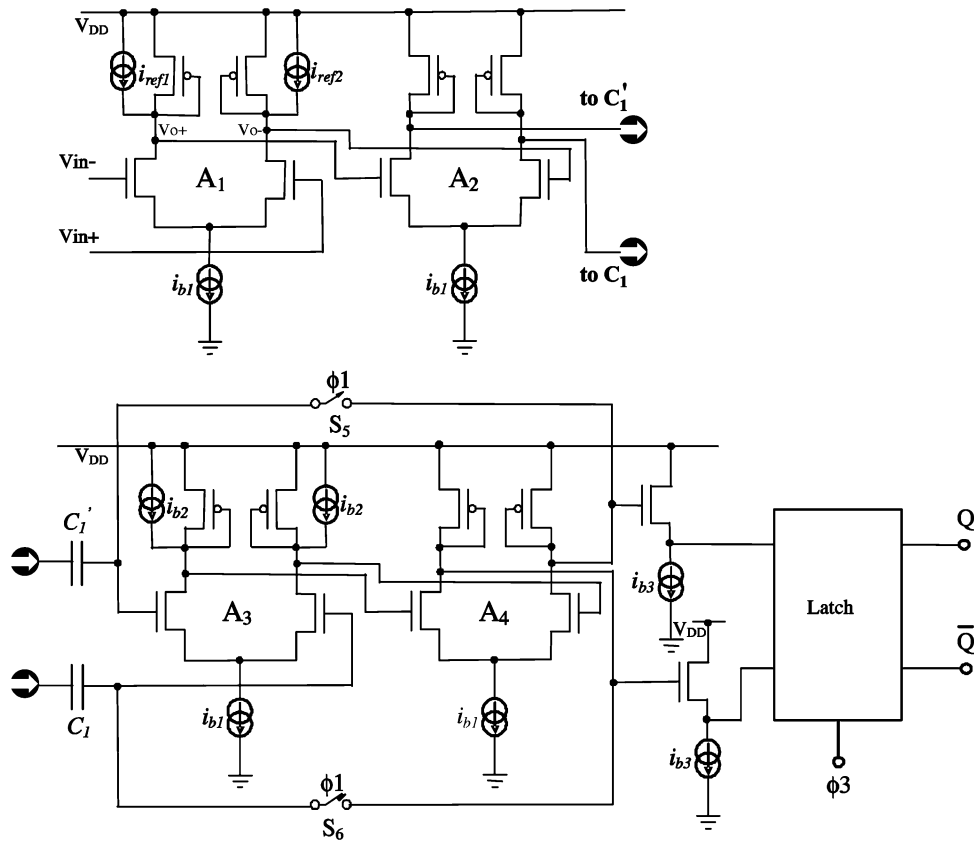 VDD
iref1
iref2
to C1'
Vo+
Vo-
Vin-
A1
A2
Vin+
to C1
ib1
ib1
ϕ1
S5
VDD
C1'
ib2
ib2
Q
ib3
A3
A4
Latch
VDD
Q̅
C1
ib1
ib1
ib3
ϕ1
ϕ3
S6